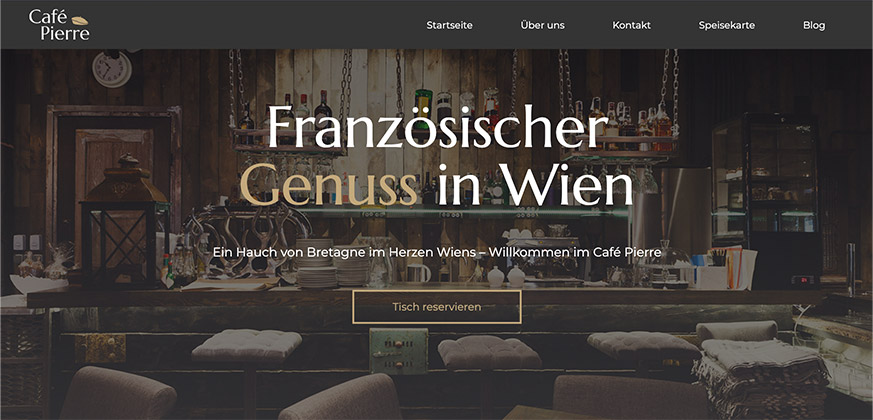 Café
Pierre
Startseite
Über uns
Kontakt
Speisekarte
Blog
Französischer
Genuss in Wien
Ein Hauch von Bretagne im Herzen Wiens – Willkommen im Café Pierre
Tisch reservieren